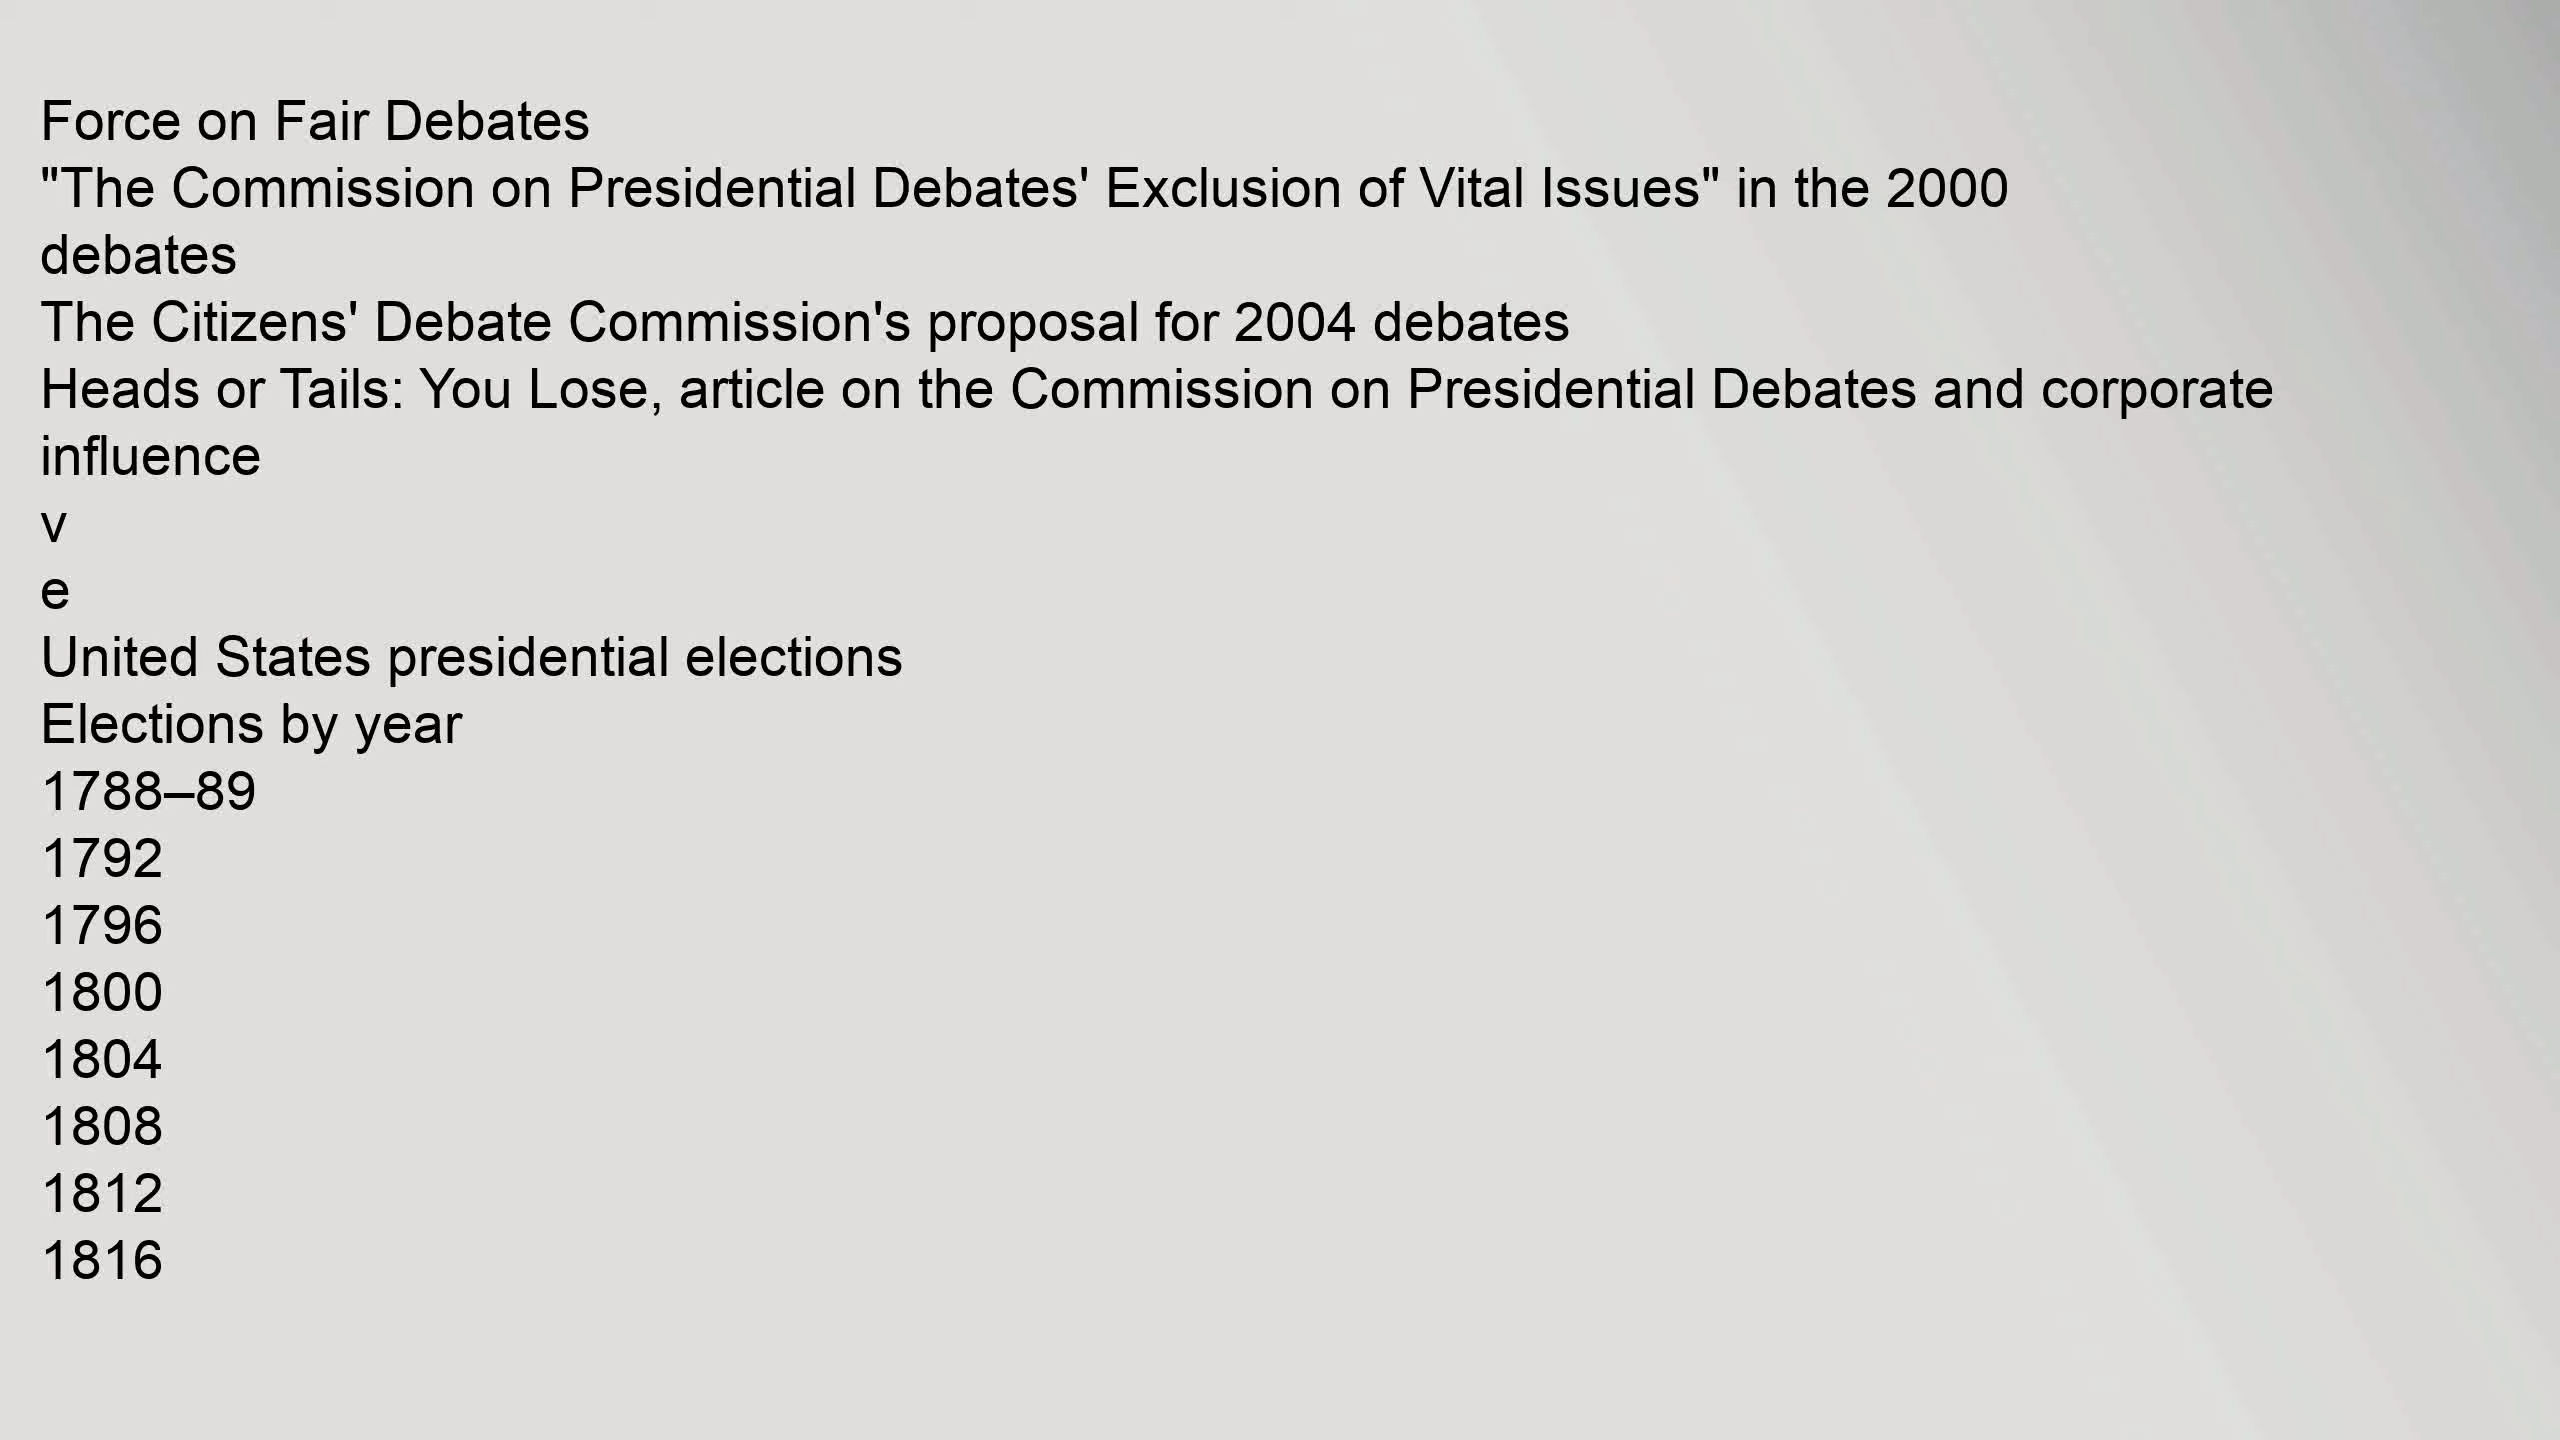 Force on Fair Debates
"The Commission on Presidential Debates' Exclusion of Vital Issues" in the 2000
debates
The Citizens' Debate Commission's proposal for 2004 debates
Heads or Tails: You Lose, article on the Commission on Presidential Debates and corporate
influence
v
e
United States presidential elections
Elections by year
1788–89
1792
1796
1800
1804
1808
1812
1816